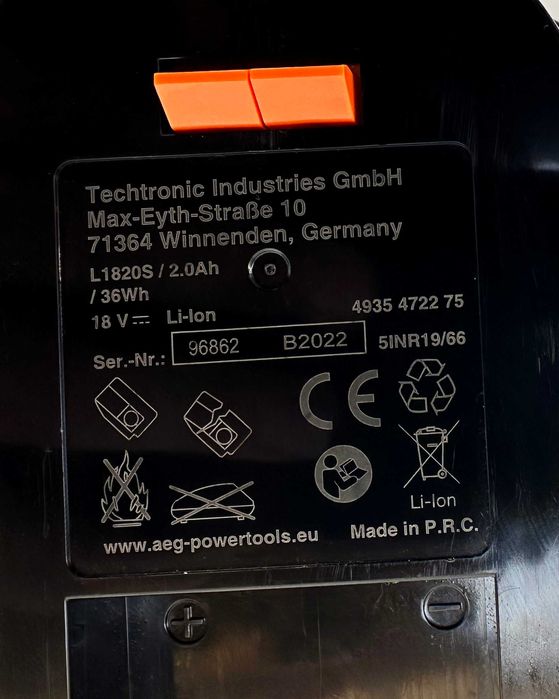 Techtronic Industries GmbH
Max-Eyth-Straße 10
71364 Winnenden, Germany
L1820S / 2.0Ah
/ 36Wh
18 V⎓ Li-Ion 4935 4722 75
Ser.-Nr.: 96862 B2022 5INR19/66
CE
Li-Ion
www.aeg-powertools.eu Made in P.R.C.
+ −